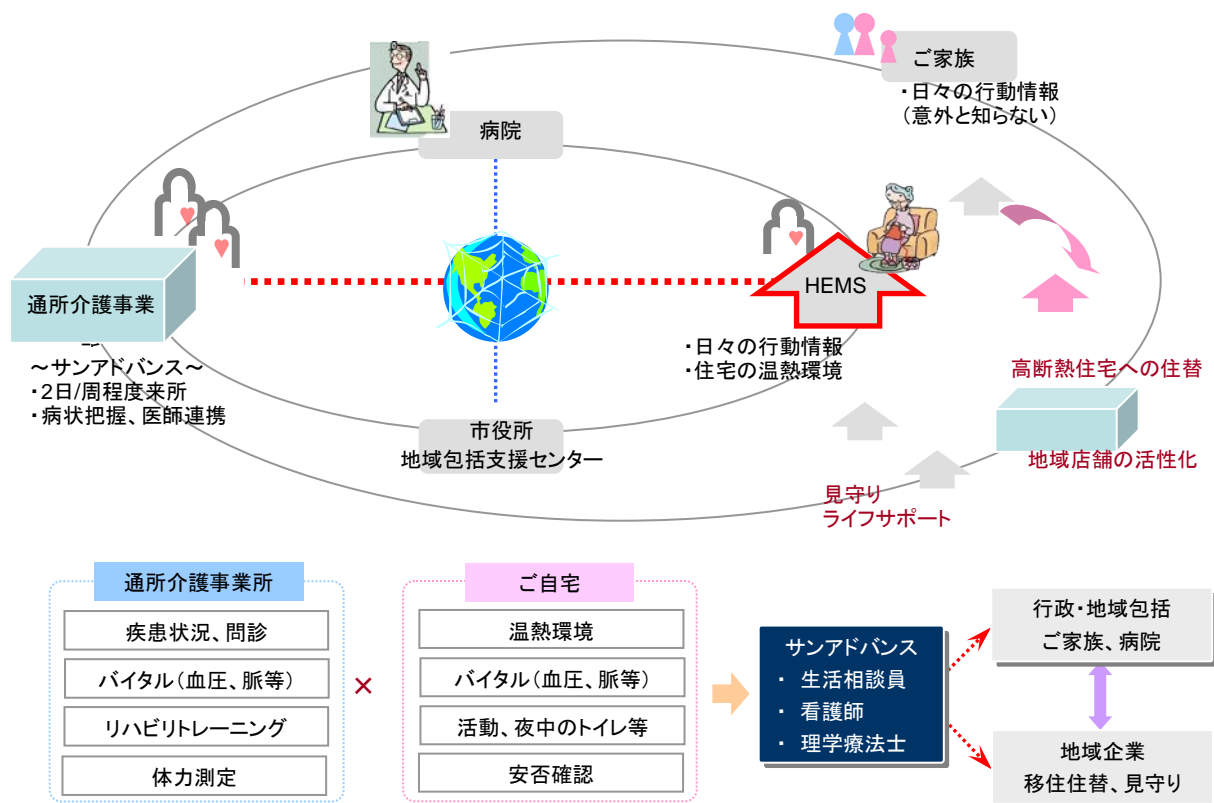 ご家族
・日々の行動情報
(意外と知らない)
病院
通所介護事業
HEMS
～サンアドバンス～
・2日/周程度来所
・病状把握、医師連携
・日々の行動情報
・住宅の温熱環境
高断熱住宅への住替
市役所
地域包括支援センター
地域店舗の活性化
見守り
ライフサポート
通所介護事業所
疾患状況、問診
バイタル(血圧、脈等)
リハビリトレーニング
体力測定
×
ご自宅
温熱環境
バイタル(血圧、脈等)
活動、夜中のトイレ等
安否確認
サンアドバンス
・ 生活相談員
・ 看護師
・ 理学療法士
行政・地域包括
ご家族、病院
地域企業
移住住替、見守り